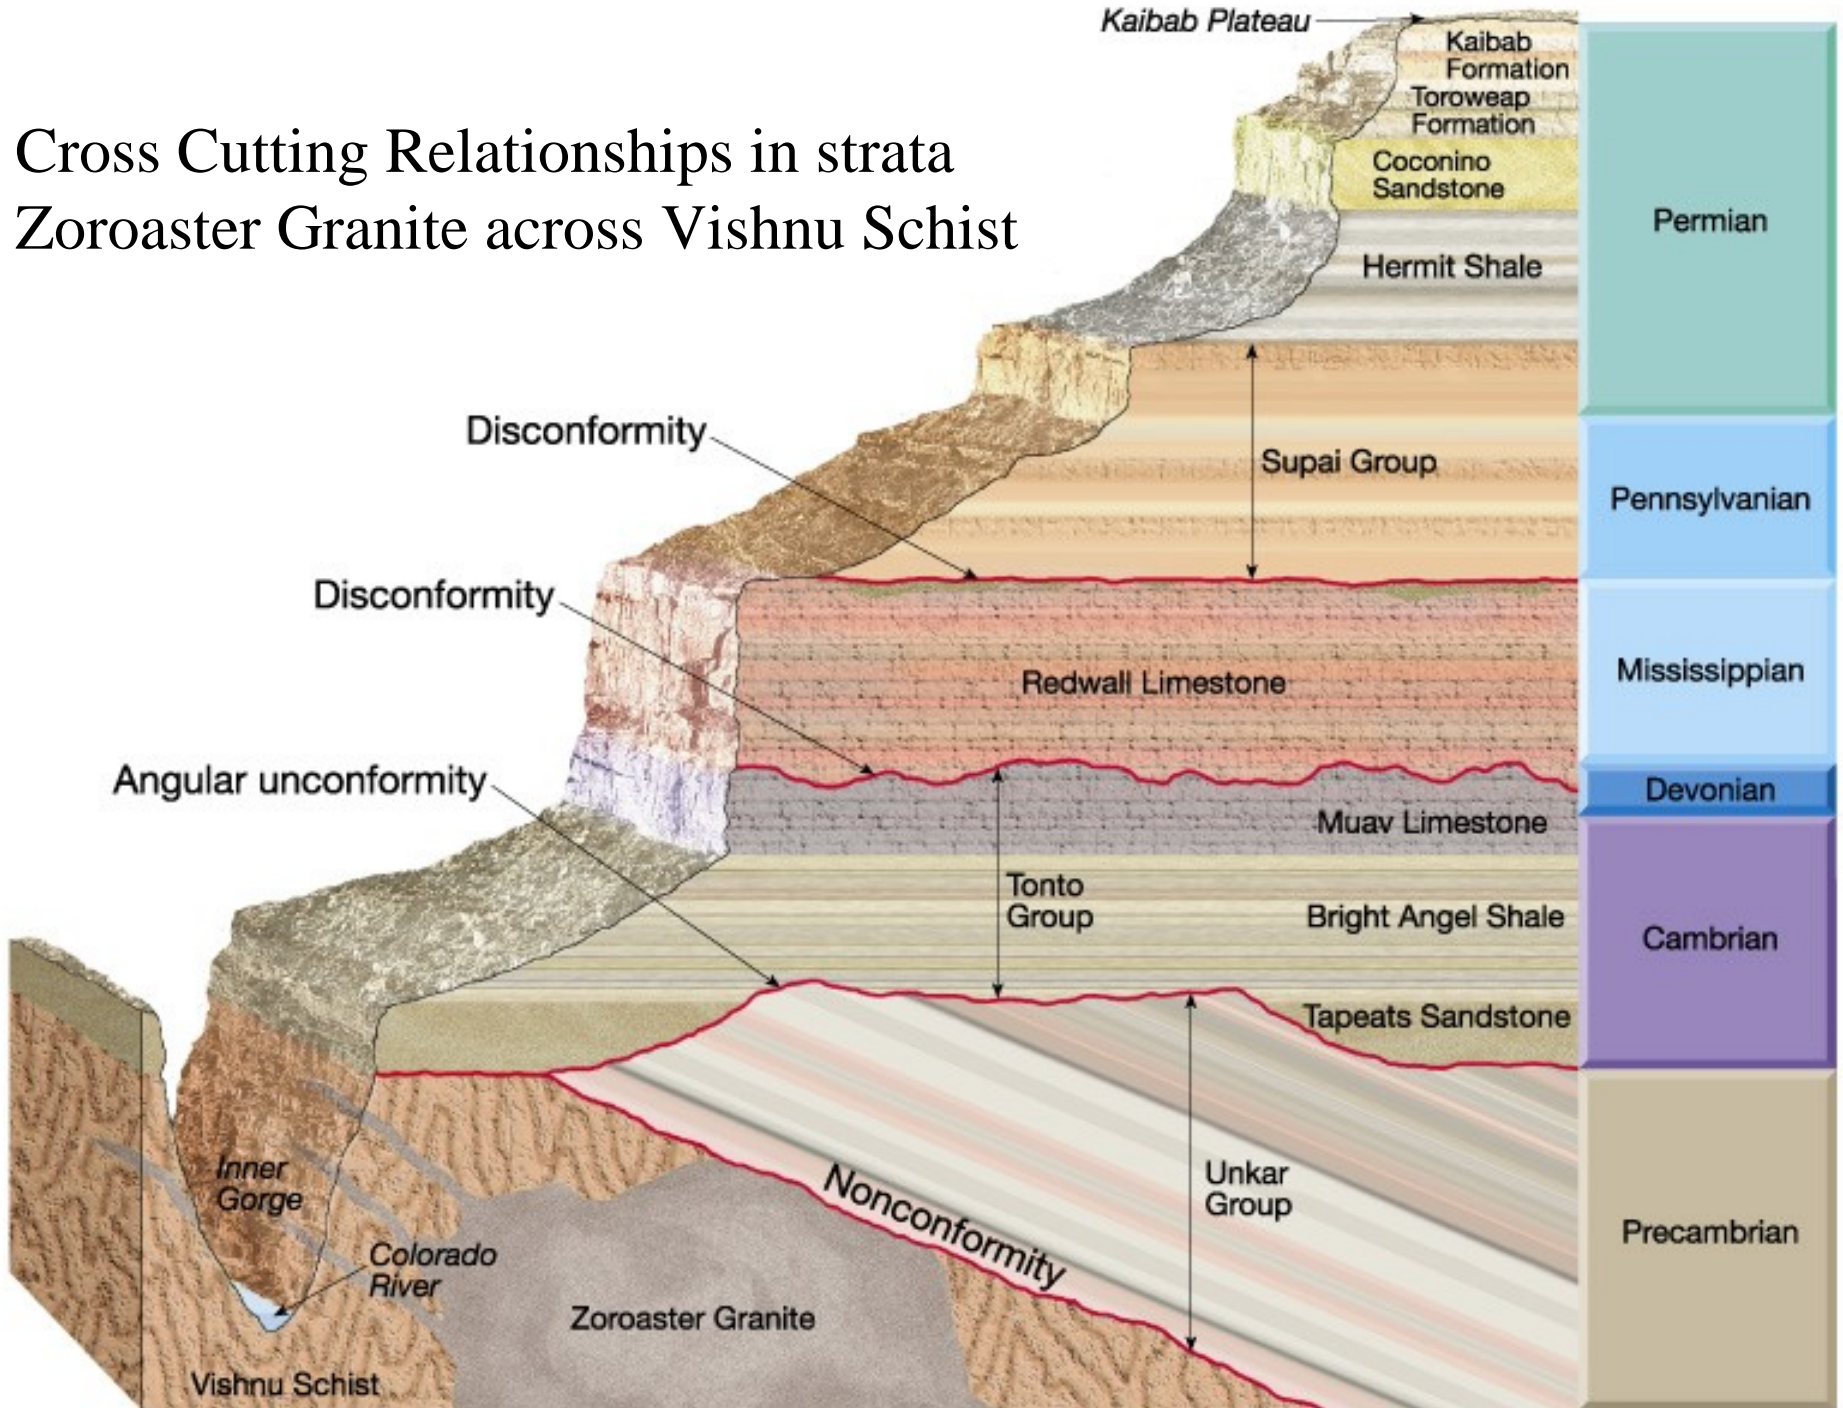 Kaibab Plateau
Kaibab
Formation
Toroweap
Formation
Cross Cutting Relationships in strata
Zoroaster Granite across Vishnu Schist
Coconino
Sandstone
Permian
Hermit Shale
Disconformity
Supai Group
Pennsylvanian
Disconformity
Redwall Limestone
Mississippian
Angular unconformity
Devonian
Muav Limestone
Tonto
Group
Bright Angel Shale
Cambrian
Tapeats Sandstone
Inner
Gorge
Nonconformity
Unkar
Group
Precambrian
Colorado
River
Zoroaster Granite
Vishnu Schist